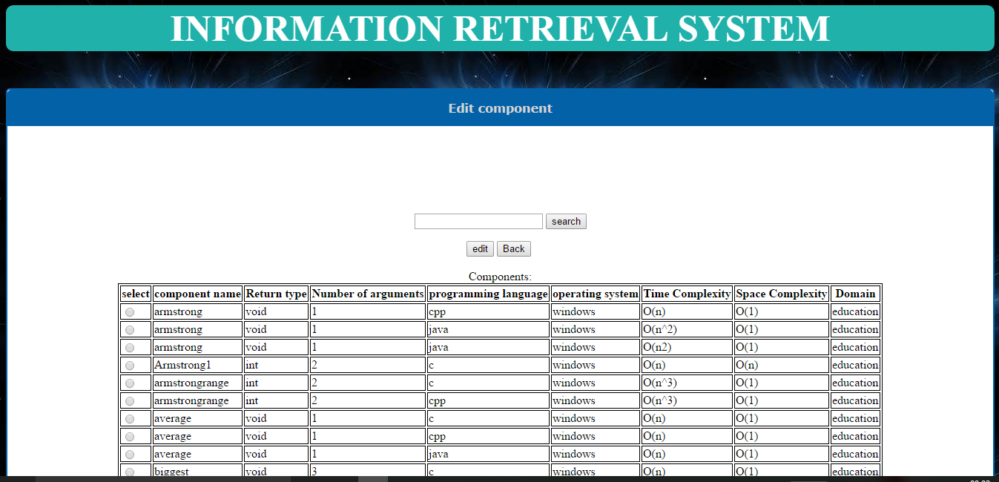 INFORMATION RETRIEVAL SYSTEM
Edit component
search
edit Back
Components:
select component name Return type Number of arguments programming language operating system Time Complexity Space Complexity Domain
armstrong void 1 cpp windows O(n) O(1) education
armstrong void 1 java windows O(n^2) O(1) education
armstrong void 1 java windows O(n2) O(1) education
Armstrong1 int 2 c windows O(n) O(n) education
armstrongrange int 2 c windows O(n^3) O(1) education
armstrongrange int 2 cpp windows O(n^3) O(1) education
average void 1 c windows O(n) O(1) education
average void 1 cpp windows O(n) O(1) education
average void 1 java windows O(n) O(1) education
biggest void 3 c windows O(n) O(1) education